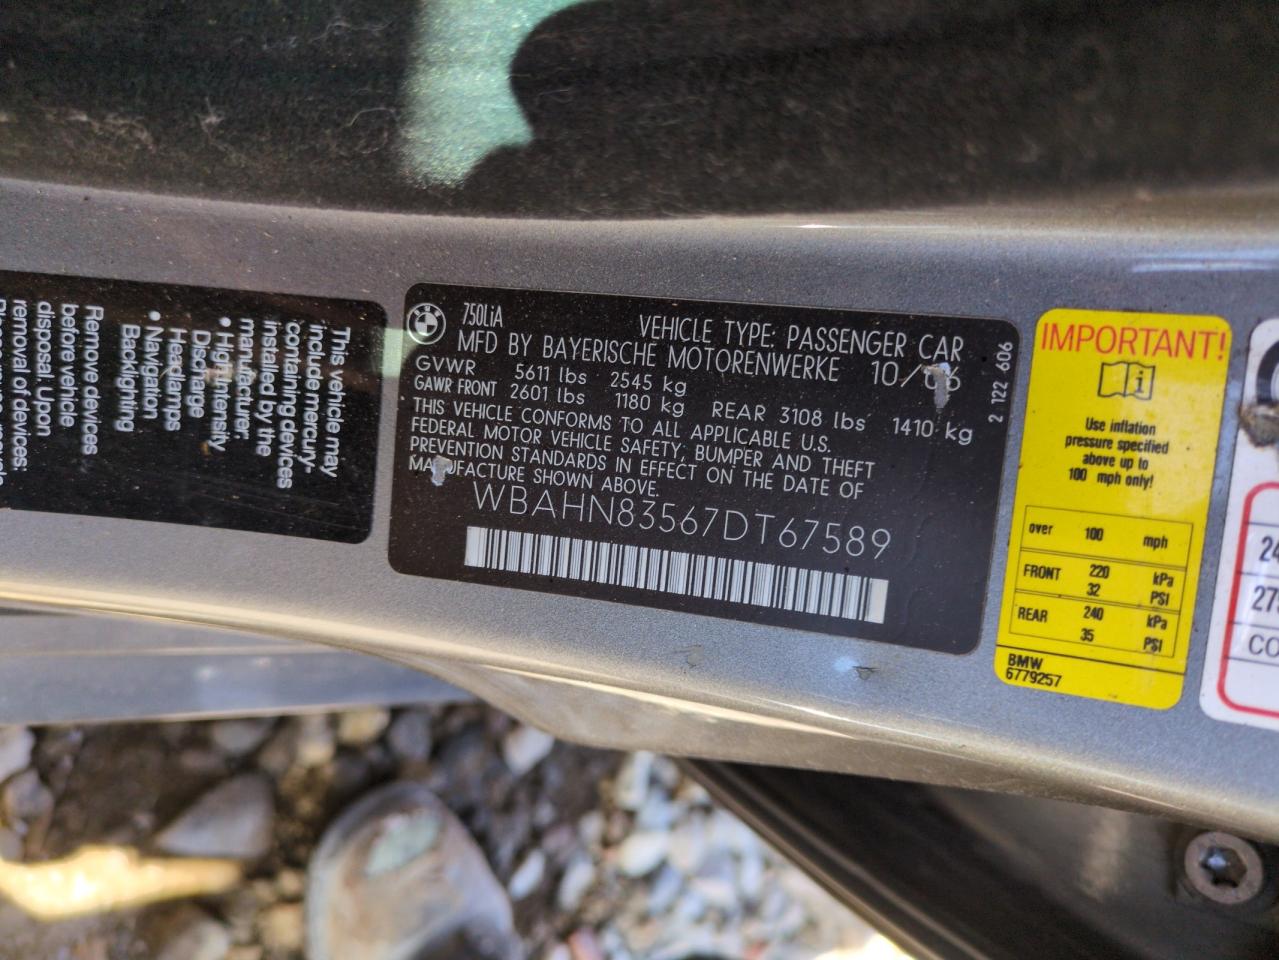 This vehicle may
include mercury-
containing devices
installed by the
manufacturer:
• High Intensity
Discharge
Headlamps
• Navigation
Backlighting
Remove devices
before vehicle
disposal. Upon
removal of devices.
750LiA
VEHICLE TYPE: PASSENGER CAR
MFD BY BAYERISCHE MOTORENWERKE 10/06
GVWR 5611 lbs 2545 kg
GAWR FRONT 2601 lbs 1180 kg REAR 3108 lbs 1410 kg
THIS VEHICLE CONFORMS TO ALL APPLICABLE U.S.
FEDERAL MOTOR VEHICLE SAFETY, BUMPER AND THEFT
PREVENTION STANDARDS IN EFFECT ON THE DATE OF
MANUFACTURE SHOWN ABOVE.
WBAHN83567DT67589
2 122 606
IMPORTANT!
Use inflation
pressure specified
above up to
100 mph only!
over 100 mph
FRONT 220 kPa
32 PSI
REAR 240 kPa
35 PSI
BMW
6779257
24
27
CO